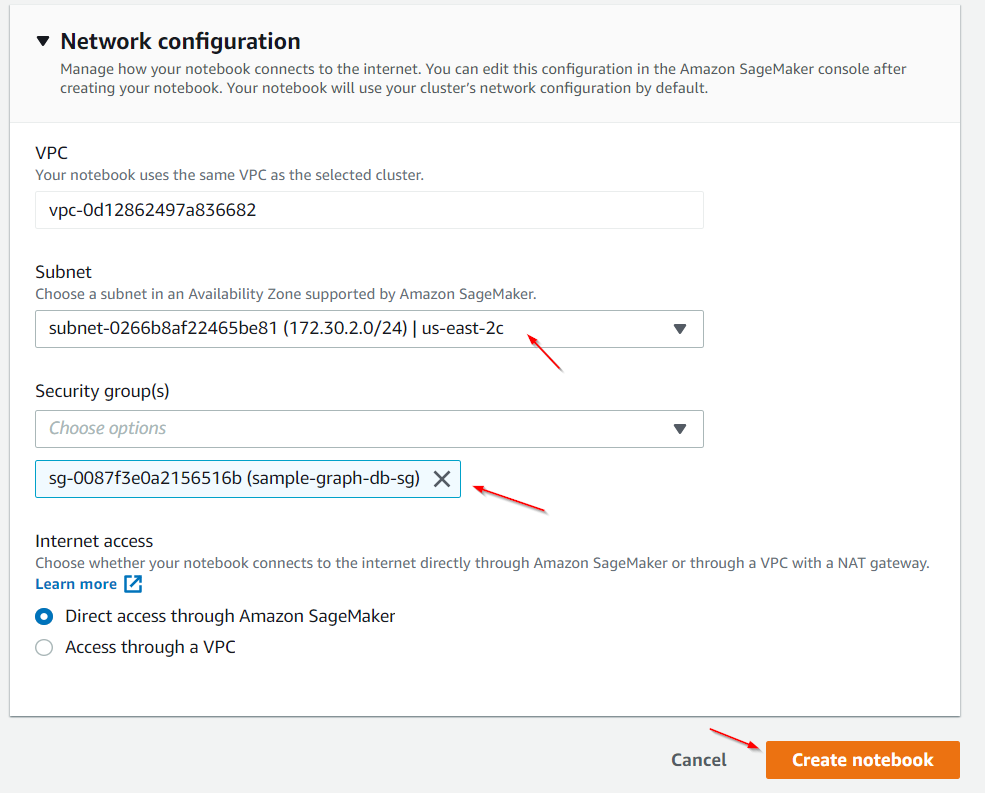 Network configuration
Manage how your notebook connects to the internet. You can edit this configuration in the Amazon SageMaker console after
creating your notebook. Your notebook will use your cluster's network configuration by default.
VPC
Your notebook uses the same VPC as the selected cluster.
vpc-0d12862497a836682
Subnet
Choose a subnet in an Availability Zone supported by Amazon SageMaker.
subnet-0266b8af22465be81 (172.30.2.0/24) | us-east-2c
Security group(s)
Choose options
sg-0087f3e0a2156516b (sample-graph-db-sg)
Internet access
Choose whether your notebook connects to the internet directly through Amazon SageMaker or through a VPC with a NAT gateway.
Learn more
Direct access through Amazon SageMaker
Access through a VPC
Cancel
Create notebook